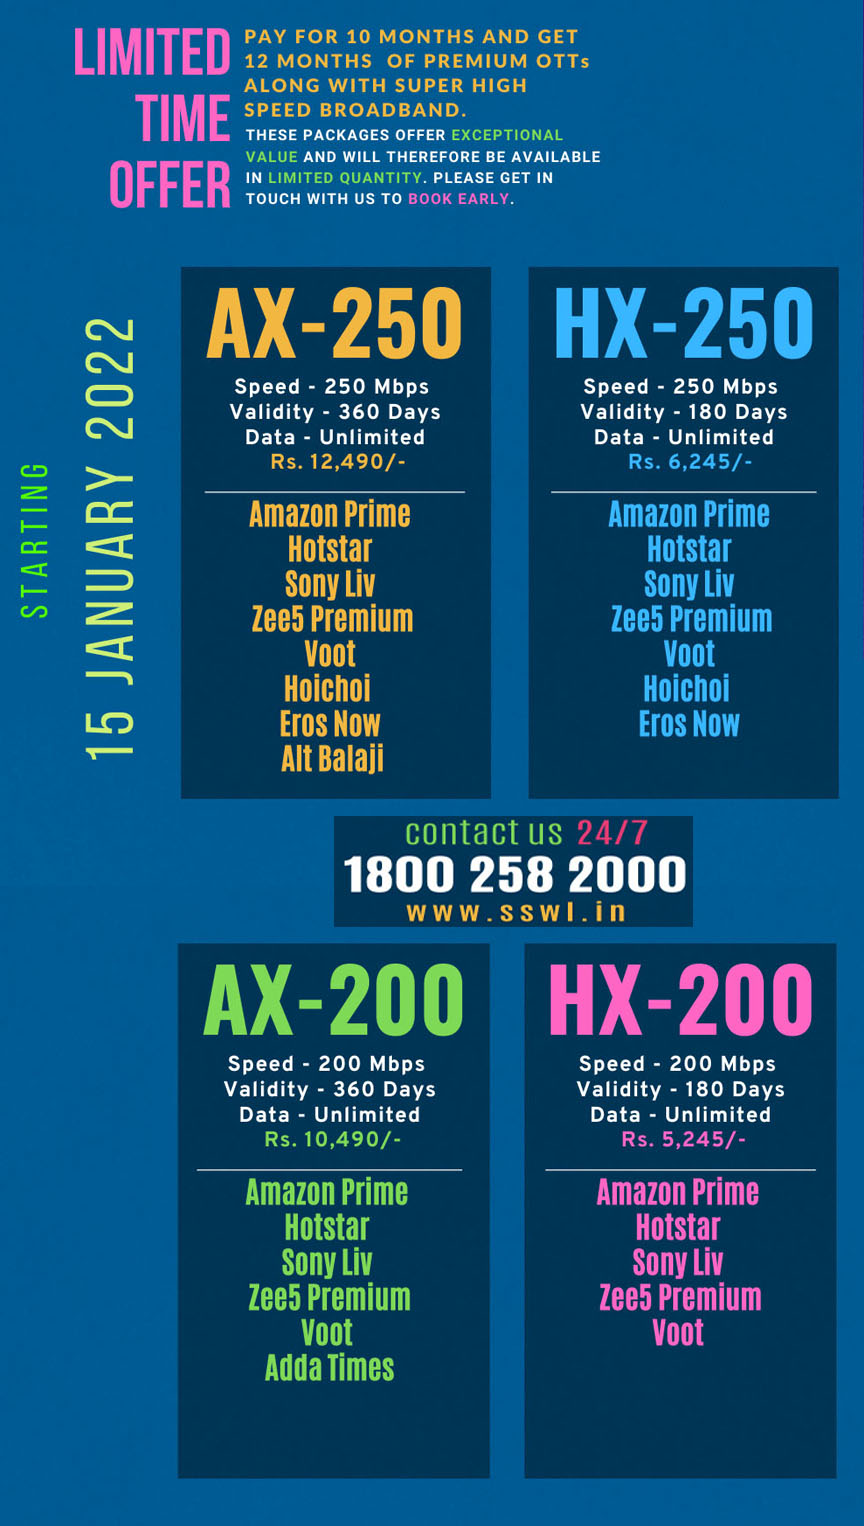 LIMITED
TIME
OFFER
PAY FOR 10 MONTHS AND GET
12 MONTHS OF PREMIUM OTTs
ALONG WITH SUPER HIGH
SPEED BROADBAND.
THESE PACKAGES OFFER EXCEPTIONAL
VALUE AND WILL THEREFORE BE AVAILABLE
IN LIMITED QUANTITY. PLEASE GET IN
TOUCH WITH US TO BOOK EARLY.
STARTING
15 JANUARY 2022
AX-250
Speed - 250 Mbps
Validity - 360 Days
Data - Unlimited
Rs. 12,490/-
Amazon Prime
Hotstar
Sony Liv
Zee5 Premium
Voot
Hoichoi
Eros Now
Alt Balaji
HX-250
Speed - 250 Mbps
Validity - 180 Days
Data - Unlimited
Rs. 6,245/-
Amazon Prime
Hotstar
Sony Liv
Zee5 Premium
Voot
Hoichoi
Eros Now
contact us 24/7
1800 258 2000
www.sswl.in
AX-200
Speed - 200 Mbps
Validity - 360 Days
Data - Unlimited
Rs. 10,490/-
Amazon Prime
Hotstar
Sony Liv
Zee5 Premium
Voot
Adda Times
HX-200
Speed - 200 Mbps
Validity - 180 Days
Data - Unlimited
Rs. 5,245/-
Amazon Prime
Hotstar
Sony Liv
Zee5 Premium
Voot